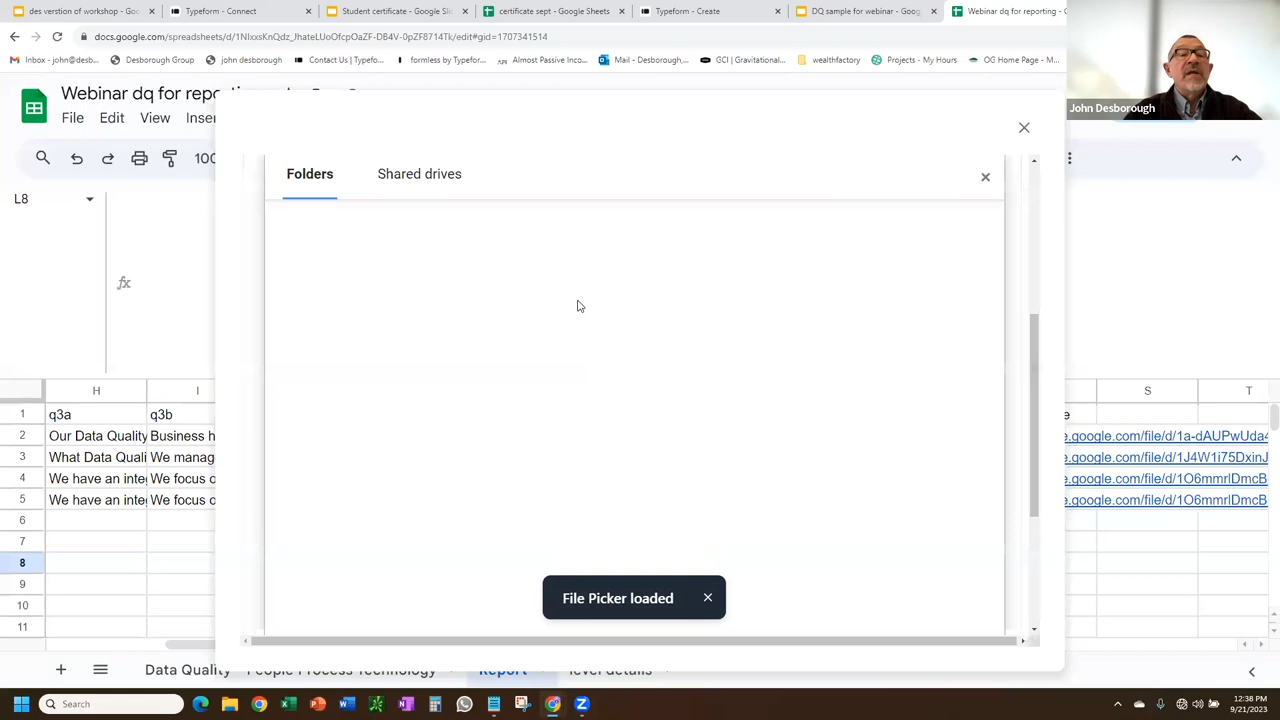 des version of workshop - Goog
Typeform - Connect
Student certificate - Google Slid
certificate sept - Google Sheets
Typeform - Create
DQ sample for webinar - Goog
Webinar dq for reporting -
docs.google.com/spreadsheets/d/1NIxxsKnQdz_JhateLUoOfcpOaZF-DB4V-0pZF8714Tk/edit#gid=1707341514
Inbox - john@desb...
Desborough Group
john desborough
Contact Us | Typefo...
formless by Typefor...
Almost Passive Inco...
Mail - Desborough,...
GCI | Gravitational...
wealthfactory
Projects - My Hours
OG Home Page - M...
John Desborough
Webinar dq for
File Edit View Inser
100
Folders Shared drives
L8
fx
H I S T
1 q3a q3b e
2 Our Data Quality Business h e.google.com/file/d/1a-dAUPwUda4
3 What Data Quali We manag e.google.com/file/d/1J4W1i75DxinJ
4 We have an inte We focus o e.google.com/file/d/1O6mmrlDmcB
5 We have an inte We focus o e.google.com/file/d/1O6mmrlDmcB
6
7
8
9
10
11
File Picker loaded
Data Quality - People Process Technology Report level details
Search
12:38 PM
9/21/2023